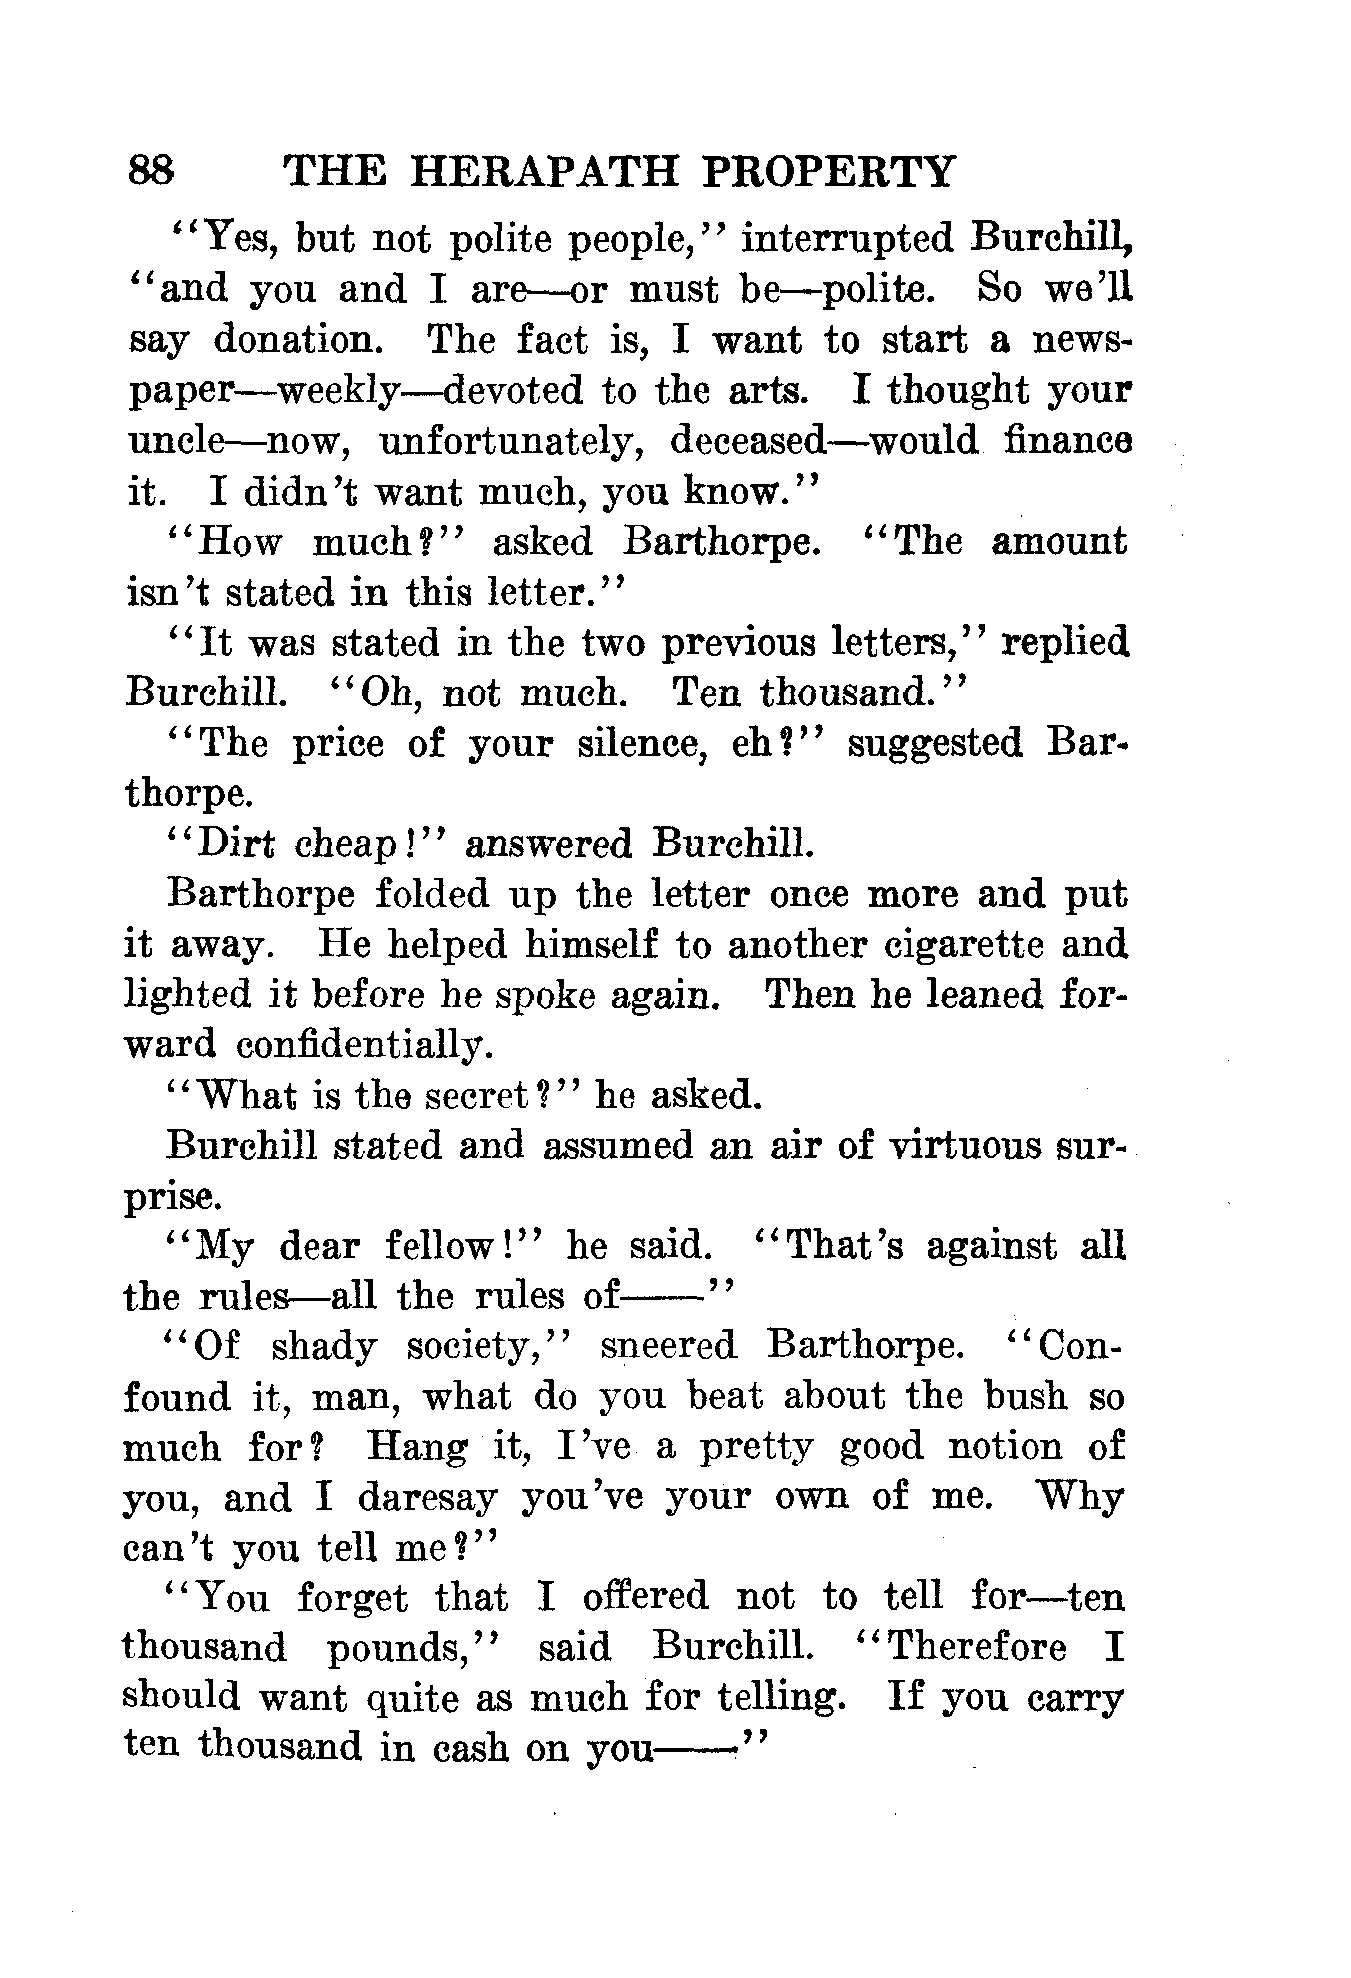 88 THE HERAPATH PROPERTY
"Yes, but not polite people," interrupted Burchill,
"and you and I are—or must be—polite. So we'll
say donation. The fact is, I want to start a news-
paper—weekly—devoted to the arts. I thought your
uncle—now, unfortunately, deceased—would finance
it. I didn't want much, you know."
"How much?" asked Barthorpe. "The amount
isn't stated in this letter."
"It was stated in the two previous letters," replied
Burchill. "Oh, not much. Ten thousand."
"The price of your silence, eh?" suggested Bar-
thorpe.
"Dirt cheap!" answered Burchill.
Barthorpe folded up the letter once more and put
it away. He helped himself to another cigarette and
lighted it before he spoke again. Then he leaned for-
ward confidentially.
"What is the secret?" he asked.
Burchill stated and assumed an air of virtuous sur-
prise.
"My dear fellow!" he said. "That's against all
the rules—all the rules of——"
"Of shady society," sneered Barthorpe. "Con-
found it, man, what do you beat about the bush so
much for? Hang it, I've a pretty good notion of
you, and I daresay you've your own of me. Why
can't you tell me?"
"You forget that I offered not to tell for—ten
thousand pounds," said Burchill. "Therefore I
should want quite as much for telling. If you carry
ten thousand in cash on you——"